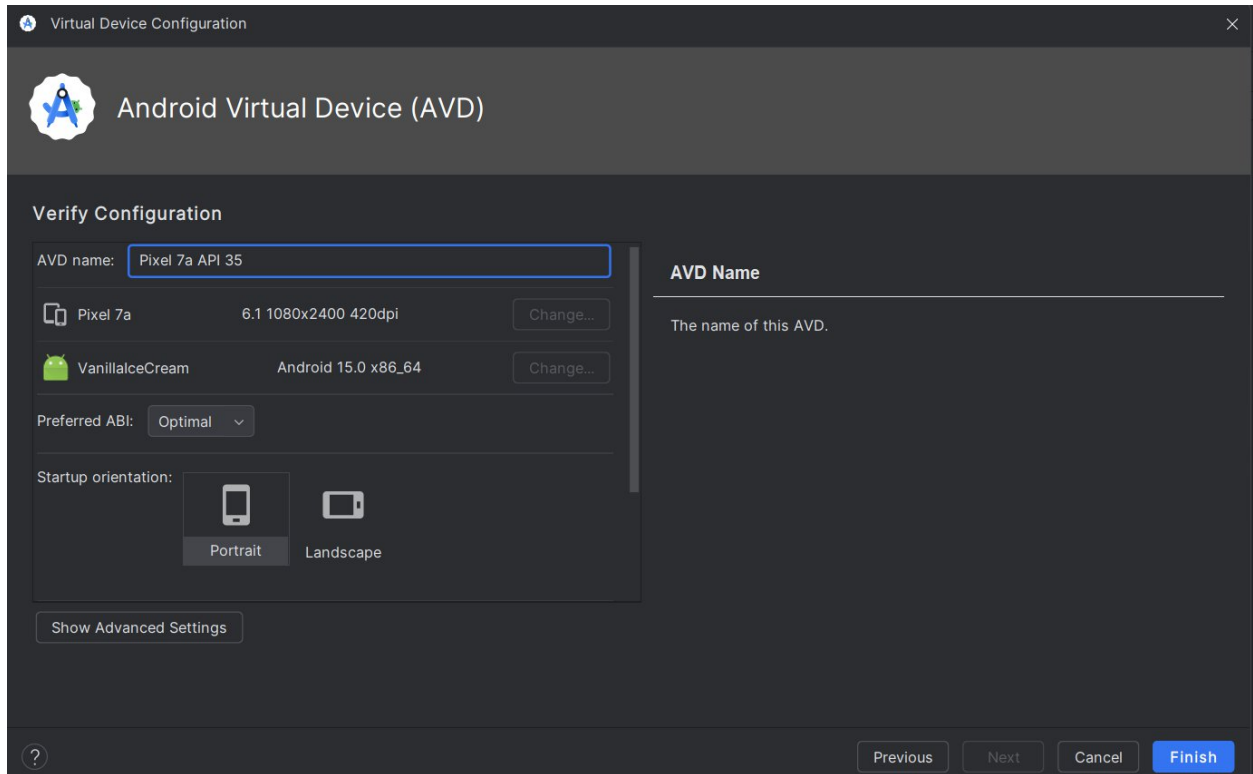 Virtual Device Configuration
Android Virtual Device (AVD)
Verify Configuration
AVD name: Pixel 7a API 35
Pixel 7a 6.1 1080x2400 420dpi Change...
VanillaIceCream Android 15.0 x86_64 Change...
Preferred ABI: Optimal
Startup orientation:
Portrait Landscape
Show Advanced Settings
AVD Name
The name of this AVD.
? Previous Next Cancel Finish